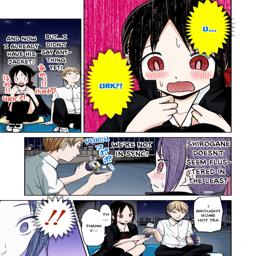 U...
URK?!
BUT... I
DIDN'T
SAY ANY-
THING
YET!
AND NOW
I ALREADY
HAVE HIS
JACKET!
SHIROGANE
DOESN'T
SEEM FLUS-
TERED IN
THE LEAST
WE'RE NOT
IN SYNC?
I
BROUGHT
SOME
HOT TEA
TH...
THANK
Y...
!!